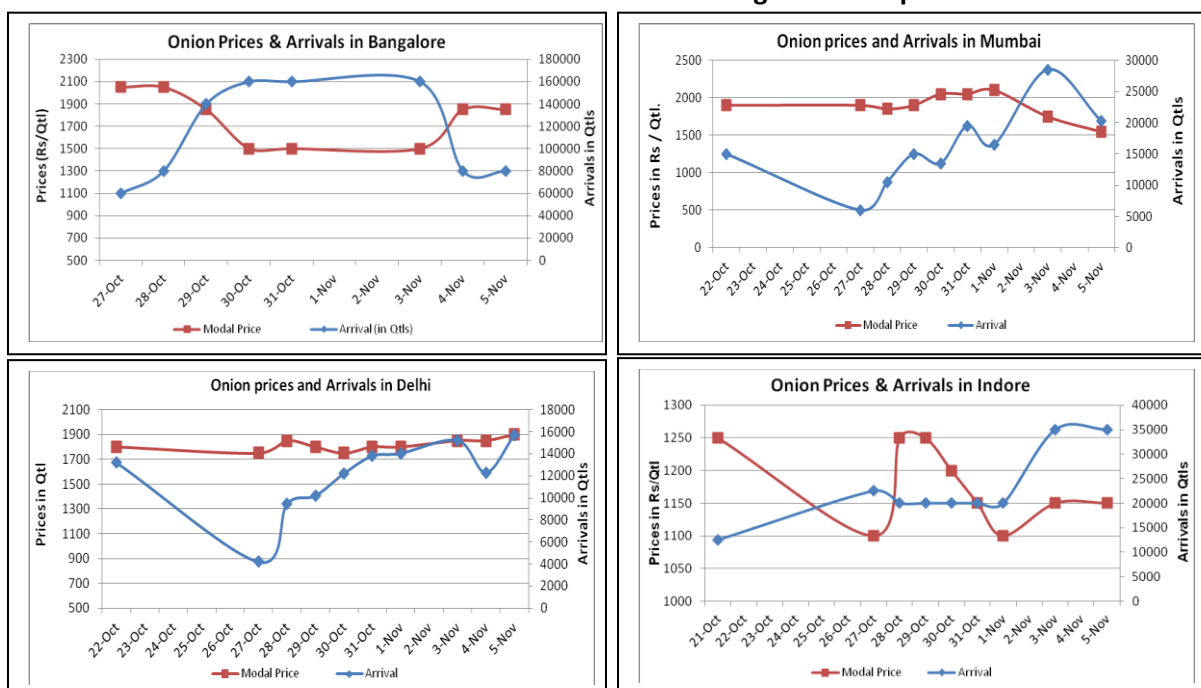 Onion Prices & Arrivals in Bangalore
Prices (Rs/Qtl)
2300
2100
1900
1700
1500
1300
1100
900
700
500
180000
160000
140000
120000
100000
80000
60000
40000
20000
0
Arrivals in Qtls
27-Oct
28-Oct
29-Oct
30-Oct
31-Oct
1-Nov
2-Nov
3-Nov
4-Nov
5-Nov
Modal Price Arrival (in Qtls)
Onion prices and Arrivals in Mumbai
Prices in Rs / Qtl.
2500
2000
1500
1000
500
0
30000
25000
20000
15000
10000
5000
0
Arrivals in Qtls
22-Oct
23-Oct
24-Oct
25-Oct
26-Oct
27-Oct
28-Oct
29-Oct
30-Oct
31-Oct
1-Nov
2-Nov
3-Nov
4-Nov
5-Nov
Modal Price Arrival
Onion prices and Arrivals in Delhi
Prices in Qtl
2100
1900
1700
1500
1300
1100
900
700
500
18000
16000
14000
12000
10000
8000
6000
4000
2000
0
Arrivals in Qtls
22-Oct
23-Oct
24-Oct
25-Oct
26-Oct
27-Oct
28-Oct
29-Oct
30-Oct
31-Oct
1-Nov
2-Nov
3-Nov
4-Nov
5-Nov
Modal Price Arrival
Onion Prices & Arrivals in Indore
Prices in Rs/Qtl
1300
1250
1200
1150
1100
1050
1000
40000
35000
30000
25000
20000
15000
10000
5000
0
Arrivals in Qtls
21-Oct
22-Oct
23-Oct
24-Oct
25-Oct
26-Oct
27-Oct
28-Oct
29-Oct
30-Oct
31-Oct
1-Nov
2-Nov
3-Nov
4-Nov
5-Nov
Modal Price Arrival